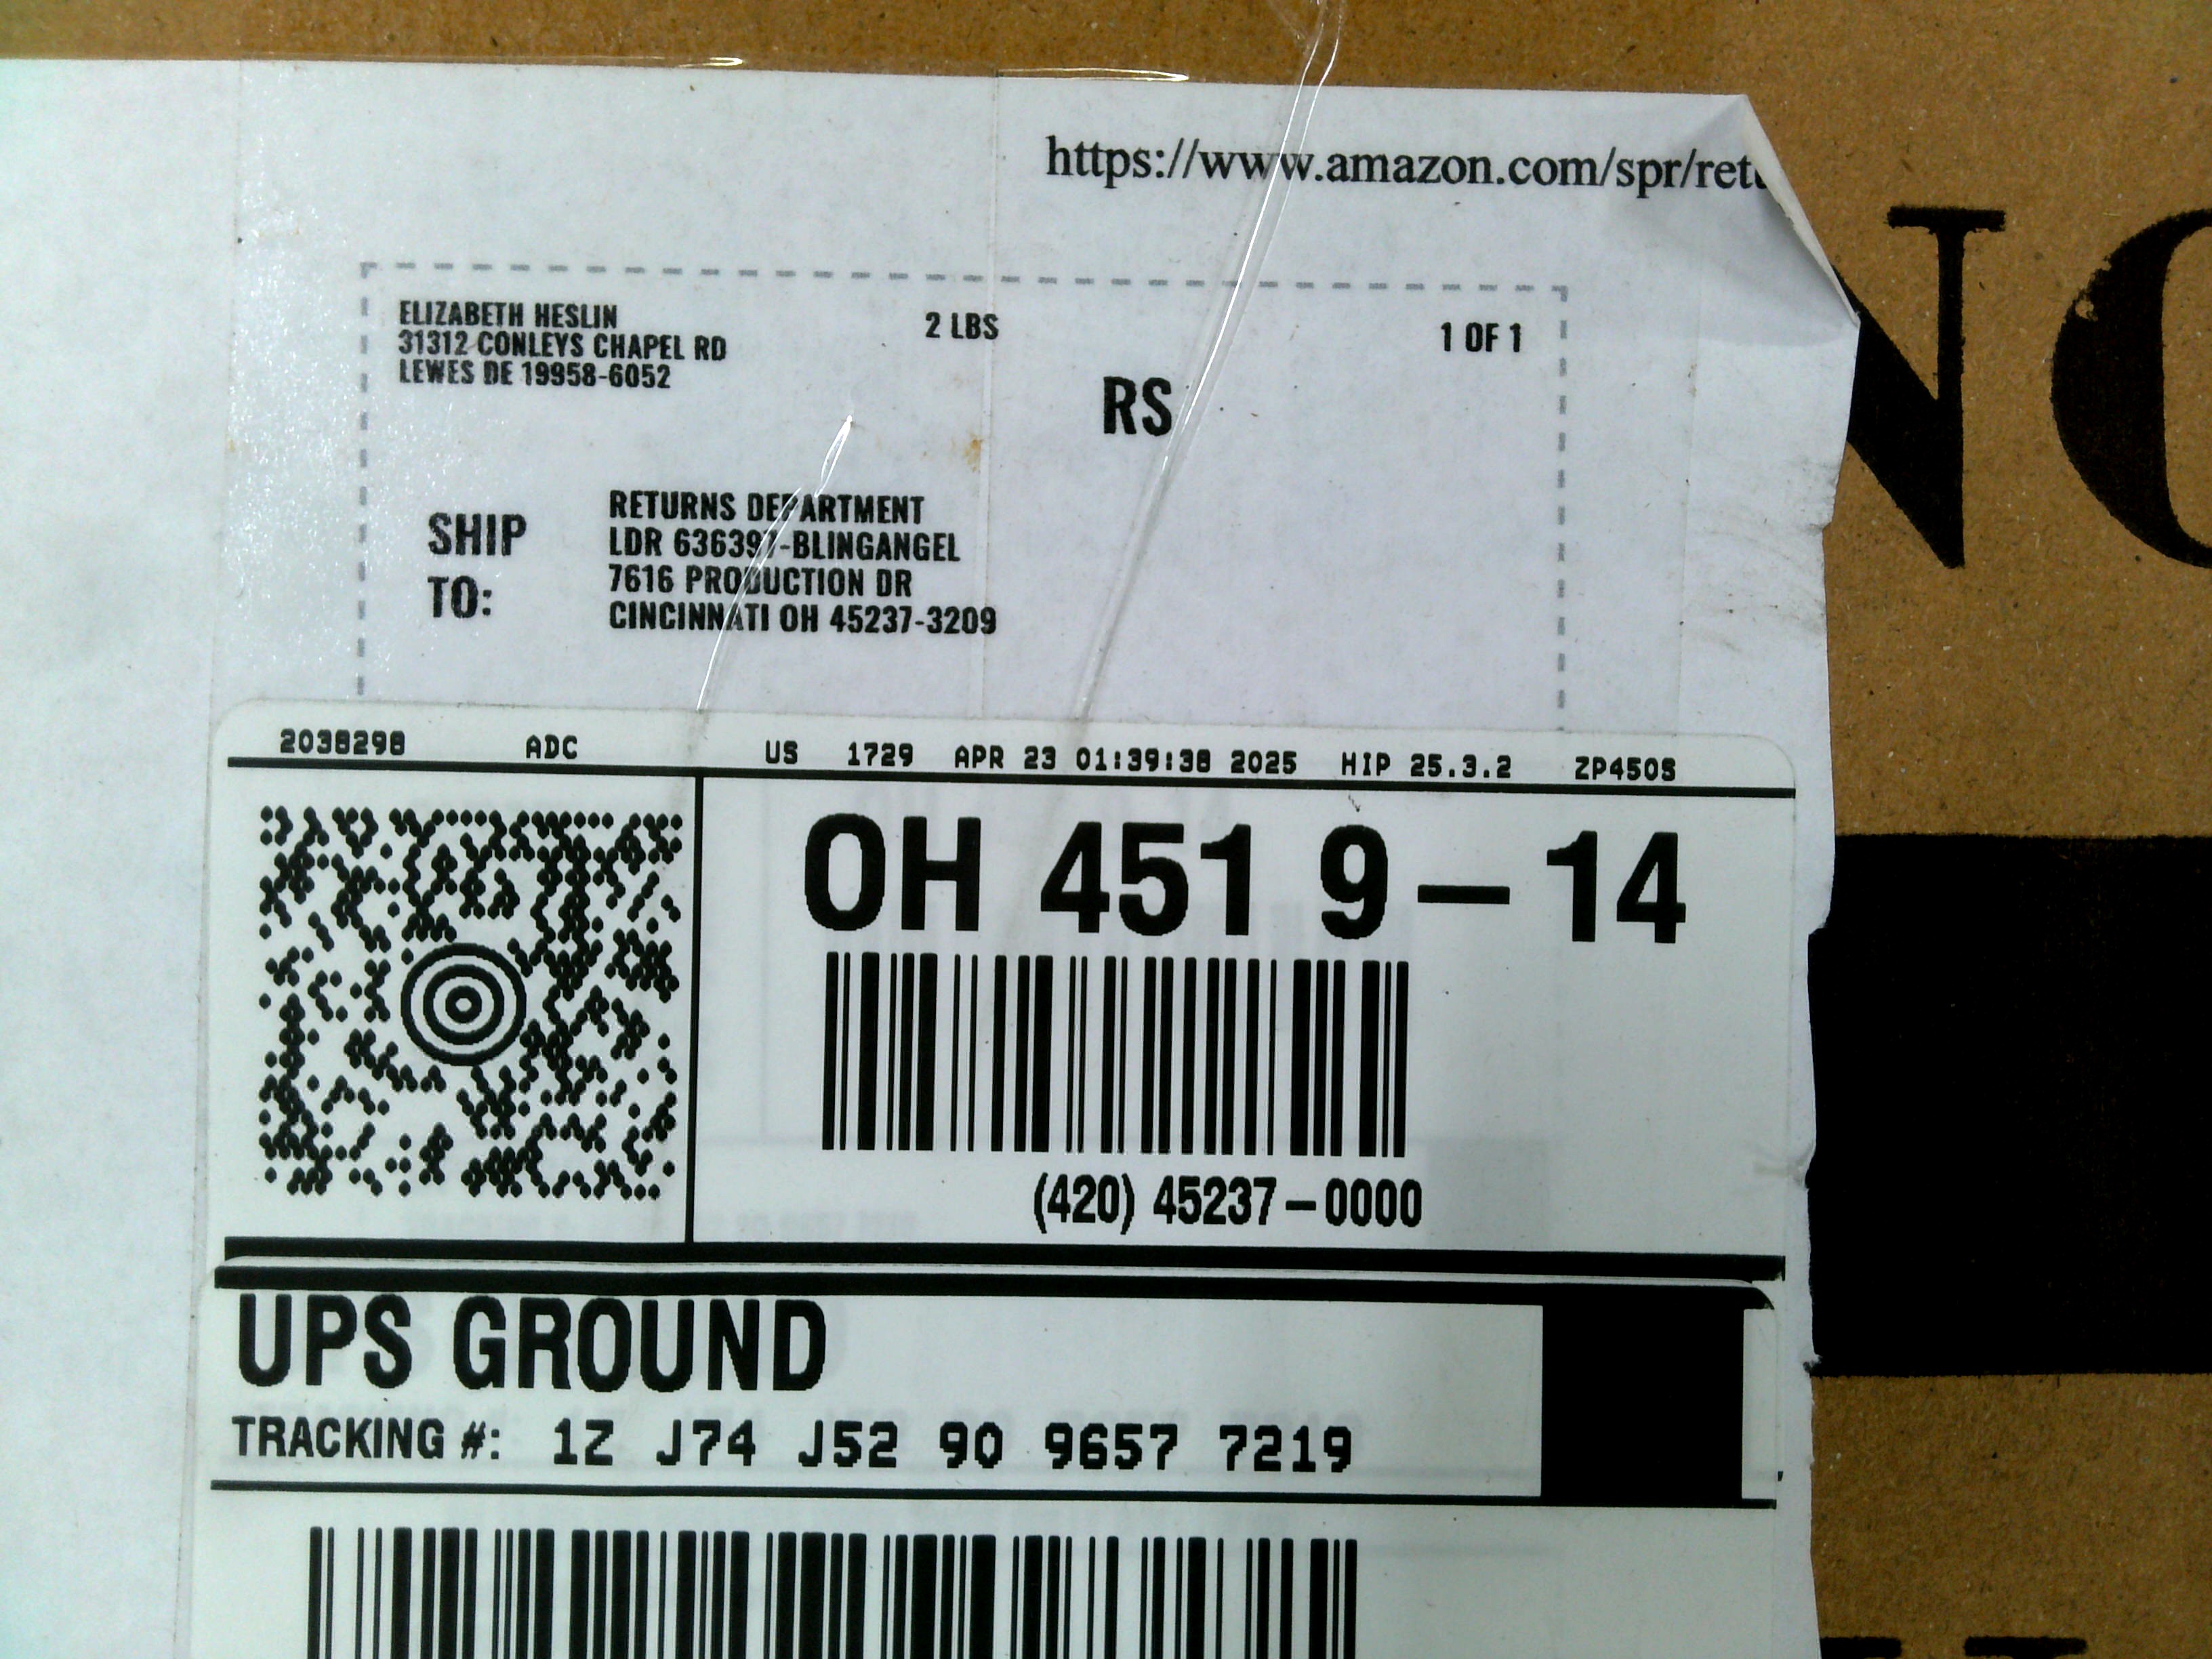 https://www.amazon.com/spr/retu
ELIZABETH HESLIN
31312 CONLEYS CHAPEL RD
LEWES DE 19958-6052
2 LBS
1 OF 1
RS
SHIP
TO:
RETURNS DEPARTMENT
LDR 636397-BLINGANGEL
7616 PRODUCTION DR
CINCINNATI OH 45237-3209
2038298 ADC US 1729 APR 23 01:39:38 2025 HIP 25.3.2 ZP450S
OH 451 9-14
(420) 45237-0000
UPS GROUND
TRACKING #: 1Z J74 J52 90 9657 7219